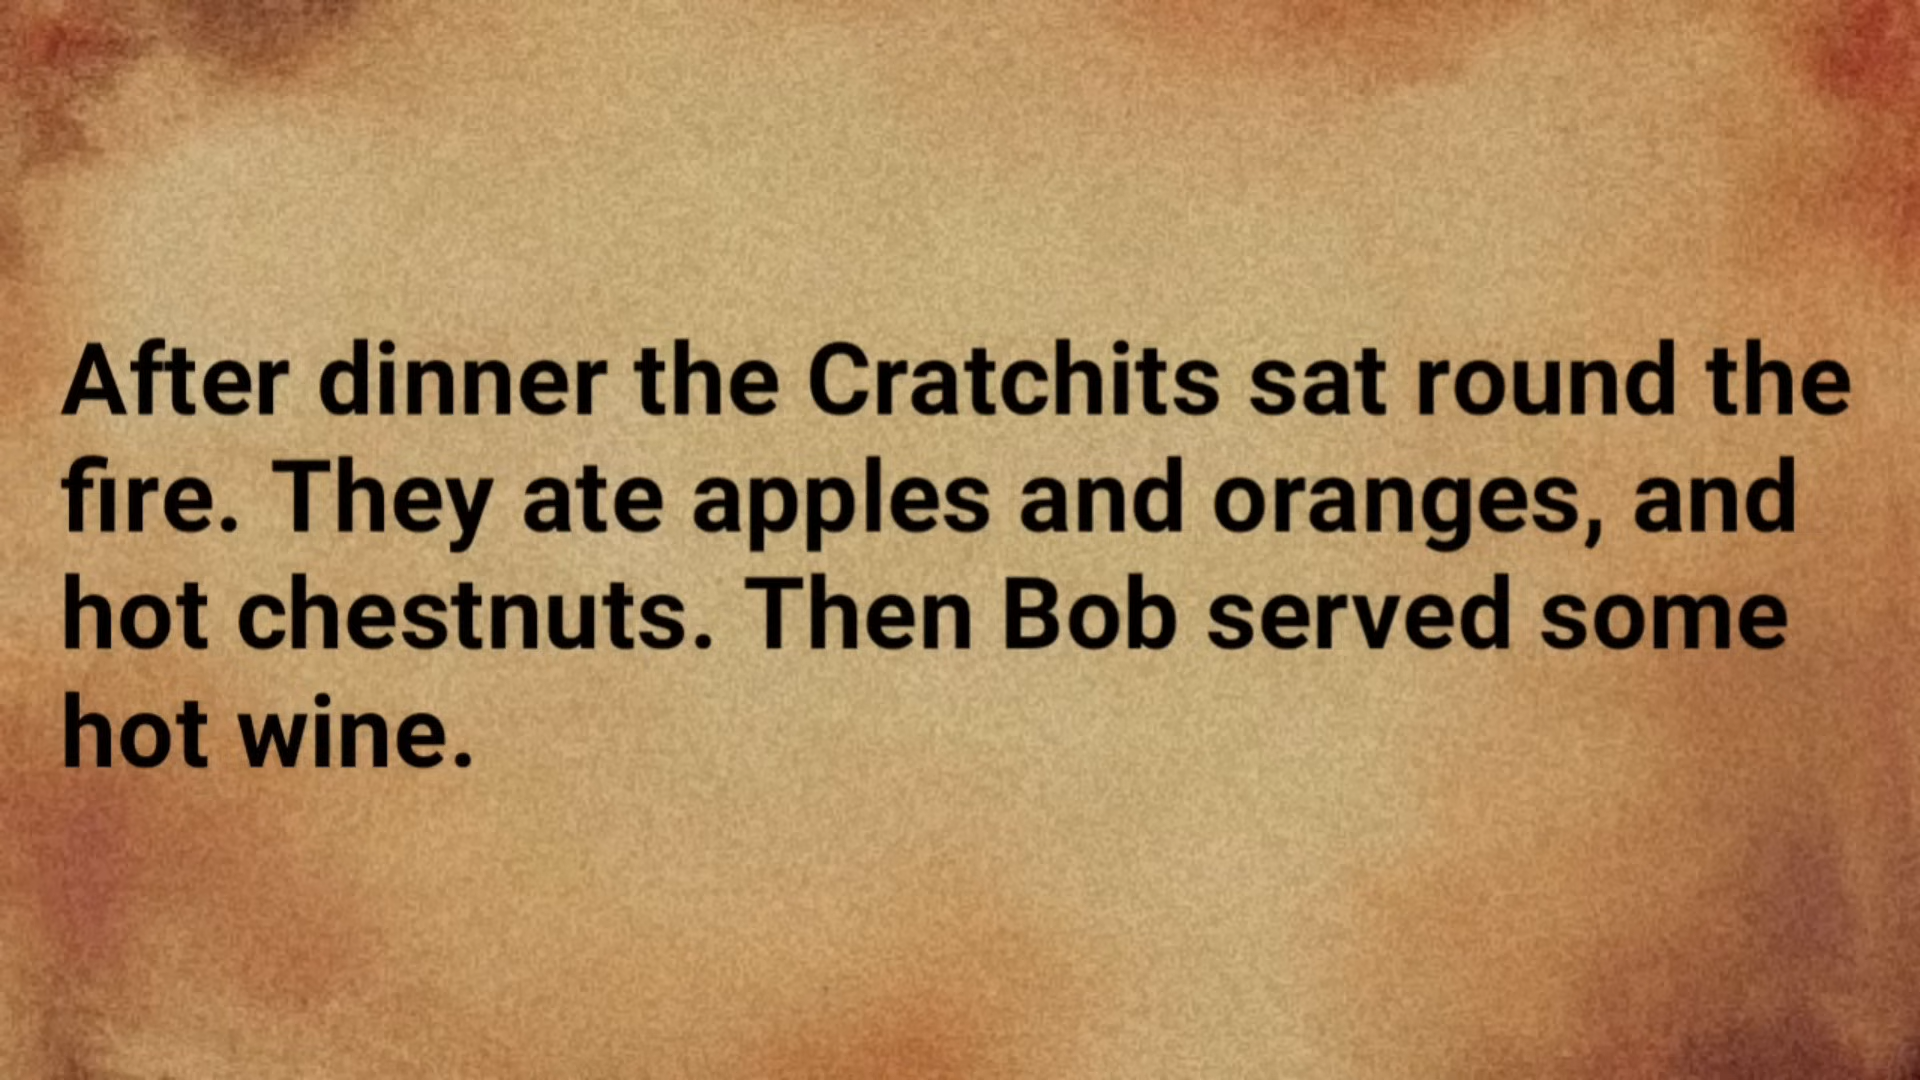 After dinner the Cratchits sat round the
fire. They ate apples and oranges, and
hot chestnuts. Then Bob served some
hot wine.